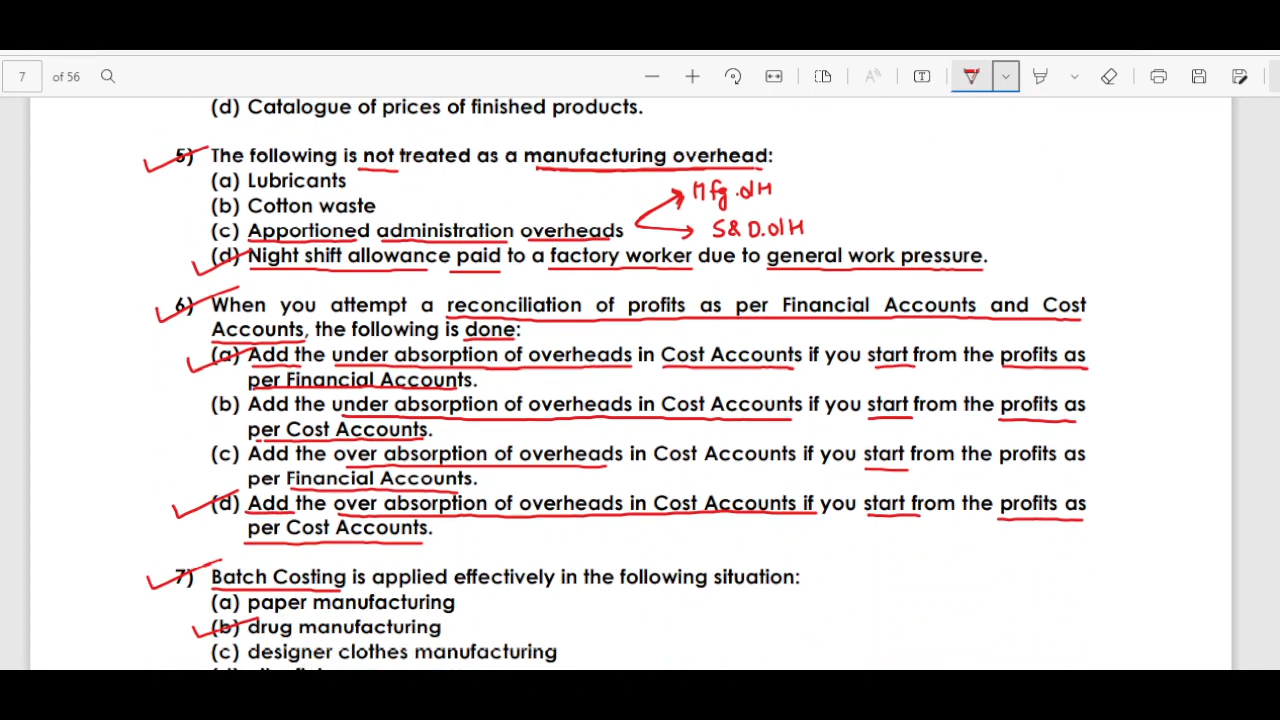 7 of 56
(d) Catalogue of prices of finished products.
5) The following is not treated as a manufacturing overhead:
(a) Lubricants
Mfg. o/H
(b) Cotton waste
(c) Apportioned administration overheads
S& D. o/H
(d) Night shift allowance paid to a factory worker due to general work pressure.
6) When you attempt a reconciliation of profits as per Financial Accounts and Cost
Accounts, the following is done:
(a) Add the under absorption of overheads in Cost Accounts if you start from the profits as
per Financial Accounts.
(b) Add the under absorption of overheads in Cost Accounts if you start from the profits as
per Cost Accounts.
(c) Add the over absorption of overheads in Cost Accounts if you start from the profits as
per Financial Accounts.
(d) Add the over absorption of overheads in Cost Accounts if you start from the profits as
per Cost Accounts.
7) Batch Costing is applied effectively in the following situation:
(a) paper manufacturing
(b) drug manufacturing
(c) designer clothes manufacturing